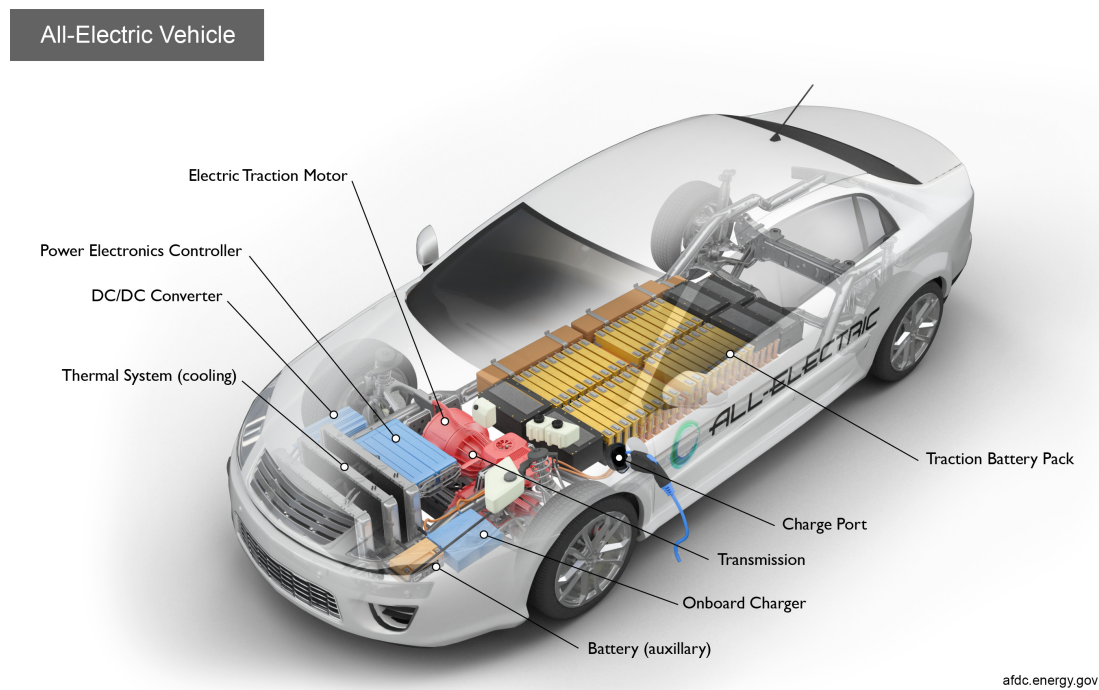 All-Electric Vehicle
Electric Traction Motor
Power Electronics Controller
DC/DC Converter
Thermal System (cooling)
ALL-ELECTRIC
Traction Battery Pack
Charge Port
Transmission
Onboard Charger
Battery (auxillary)
afdc.energy.gov